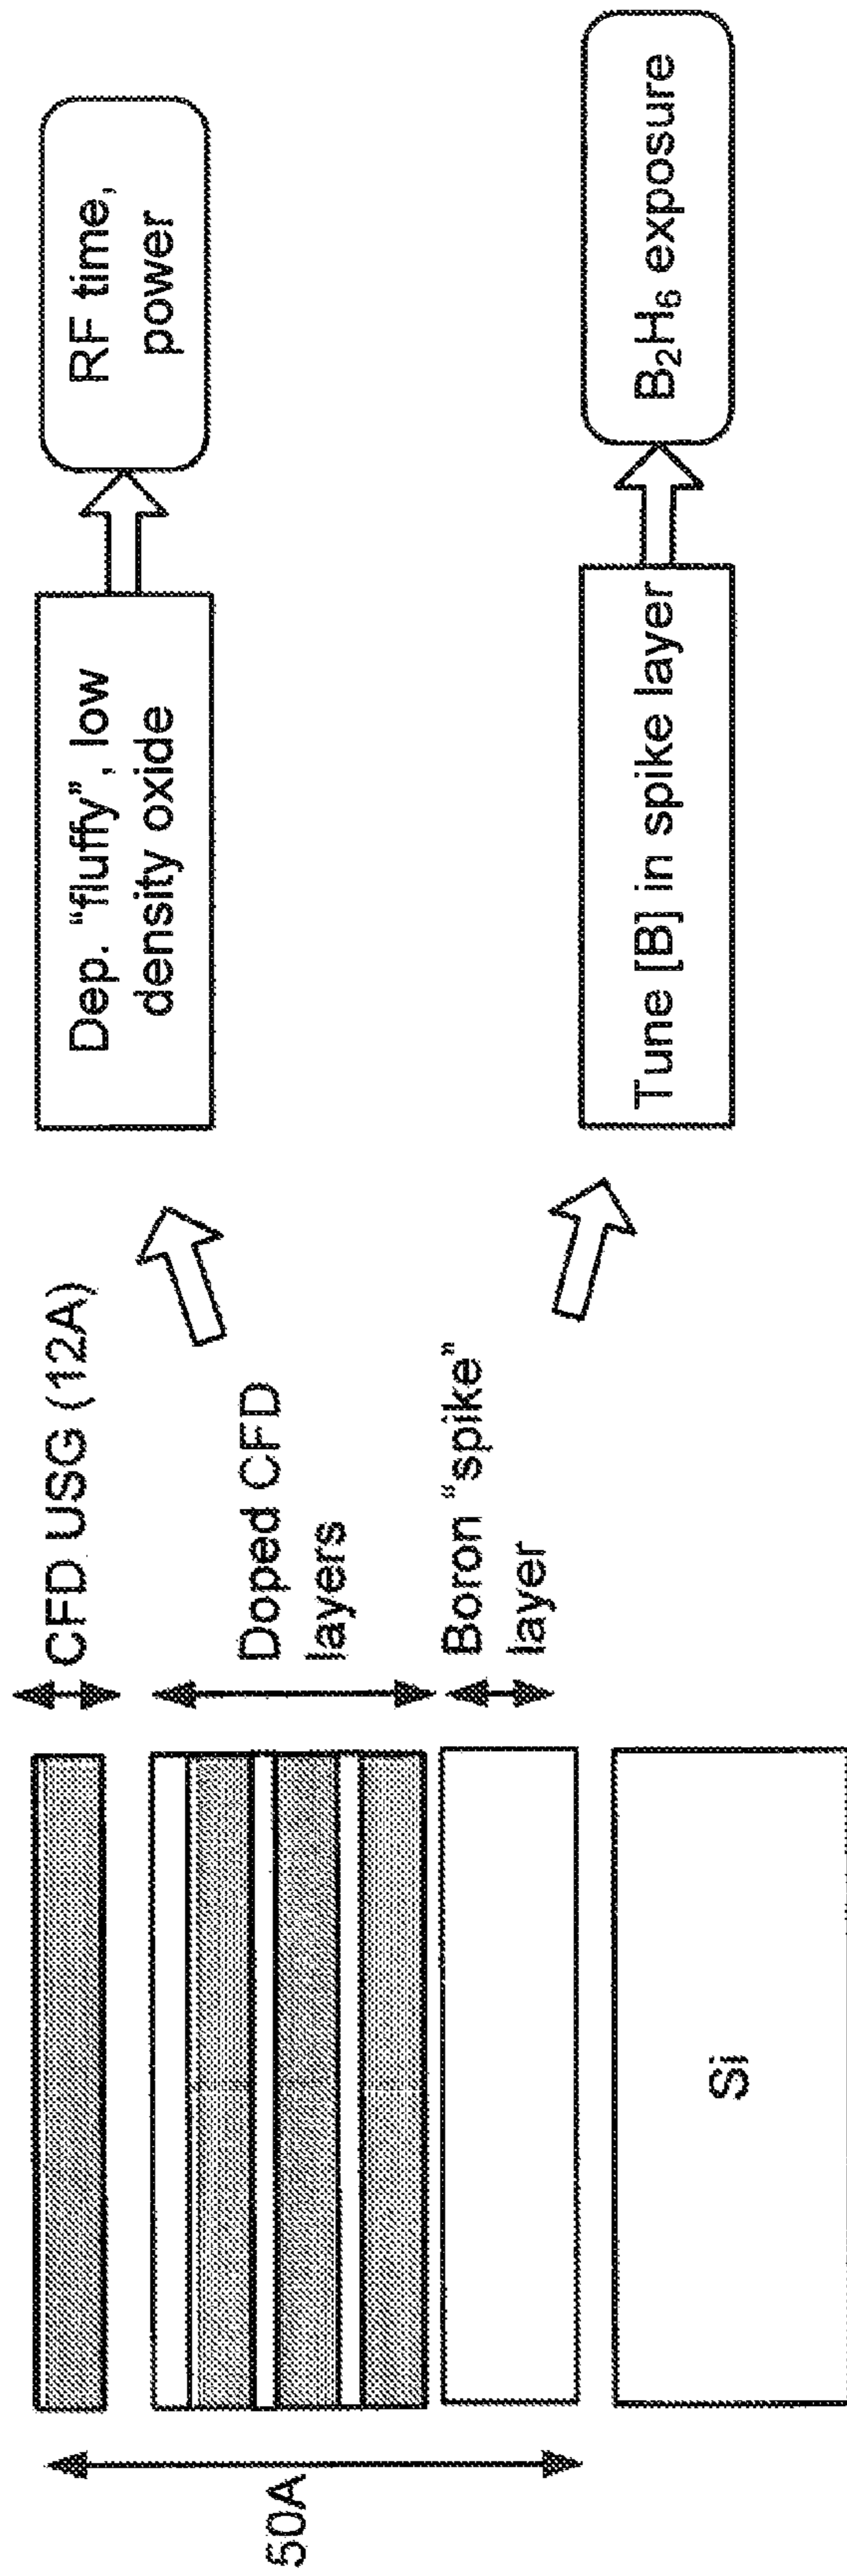 50A
Si
CFD USG (12A)
Doped CFD
layers
Boron “spike”
layer
Dep. “fluffy”, low
density oxide
RF time,
power
Tune [B] in spike layer
B₂H₆ exposure